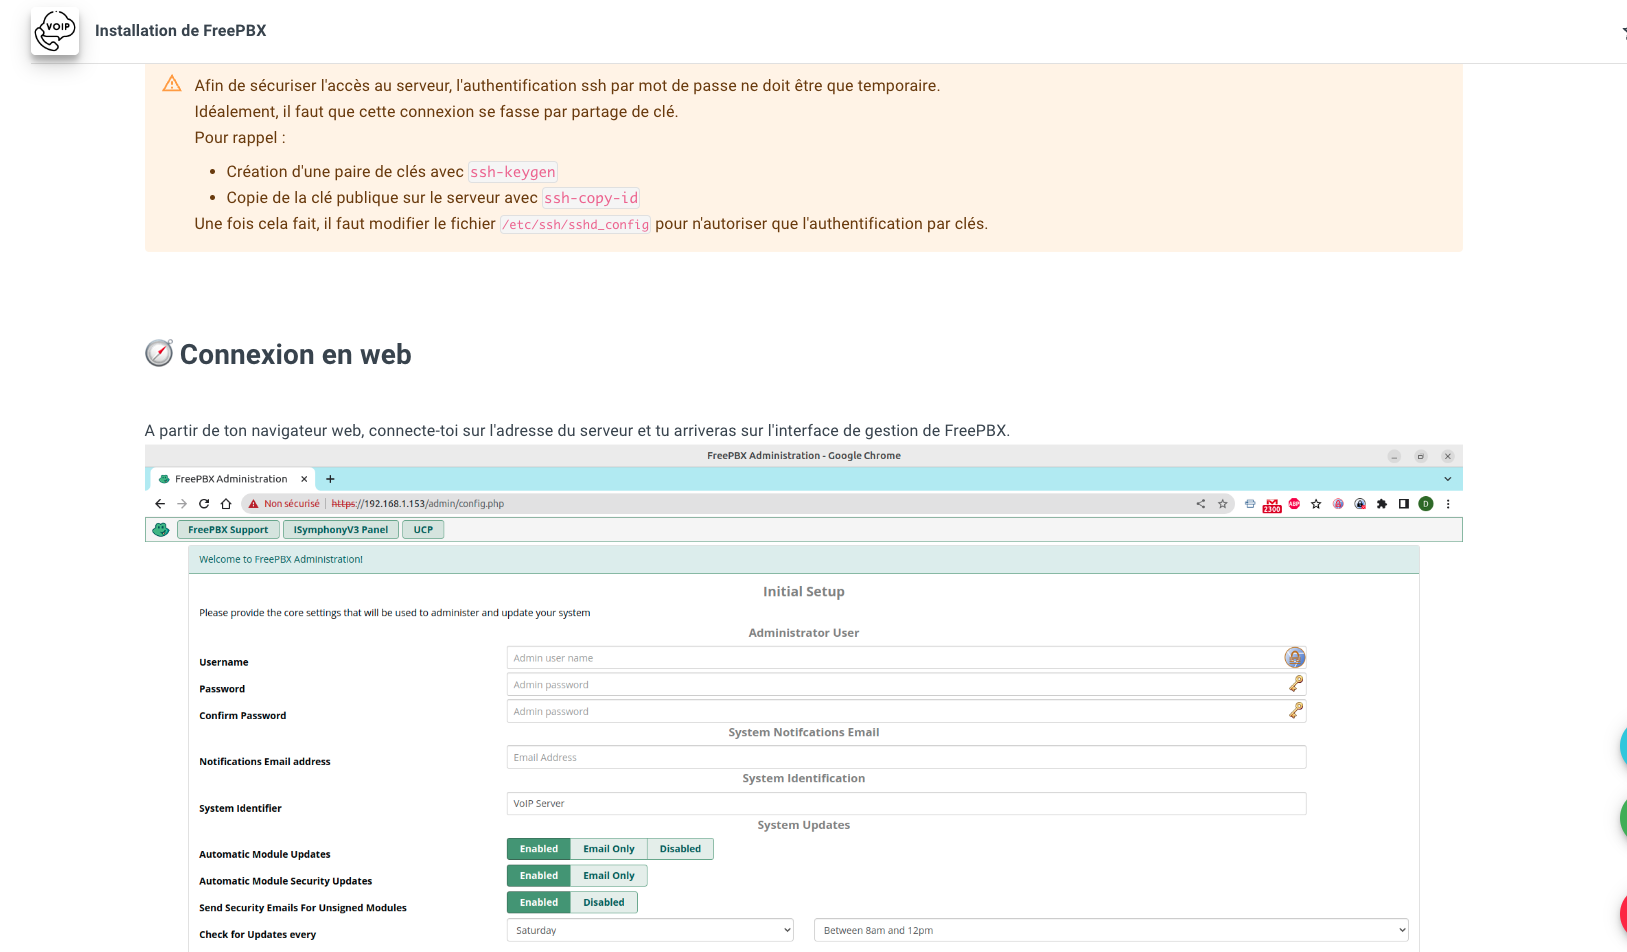 VOIP
Installation de FreePBX
Afin de sécuriser l'accès au serveur, l'authentification ssh par mot de passe ne doit être que temporaire.
Idéalement, il faut que cette connexion se fasse par partage de clé.
Pour rappel :
• Création d'une paire de clés avec ssh-keygen
• Copie de la clé publique sur le serveur avec ssh-copy-id
Une fois cela fait, il faut modifier le fichier /etc/ssh/sshd_config pour n'autoriser que l'authentification par clés.
Connexion en web
A partir de ton navigateur web, connecte-toi sur l'adresse du serveur et tu arriveras sur l'interface de gestion de FreePBX.
FreePBX Administration - Google Chrome
FreePBX Administration
Non sécurisé https://192.168.1.153/admin/config.php 2300 ABP D
FreePBX Support ISymphonyV3 Panel UCP
Welcome to FreePBX Administration!
Initial Setup
Please provide the core settings that will be used to administer and update your system
Administrator User
Username Admin user name
Password Admin password
Confirm Password Admin password
System Notifcations Email
Notifications Email address Email Address
System Identification
System Identifier VoIP Server
System Updates
Automatic Module Updates Enabled Email Only Disabled
Automatic Module Security Updates Enabled Email Only
Send Security Emails For Unsigned Modules Enabled Disabled
Check for Updates every Saturday Between 8am and 12pm